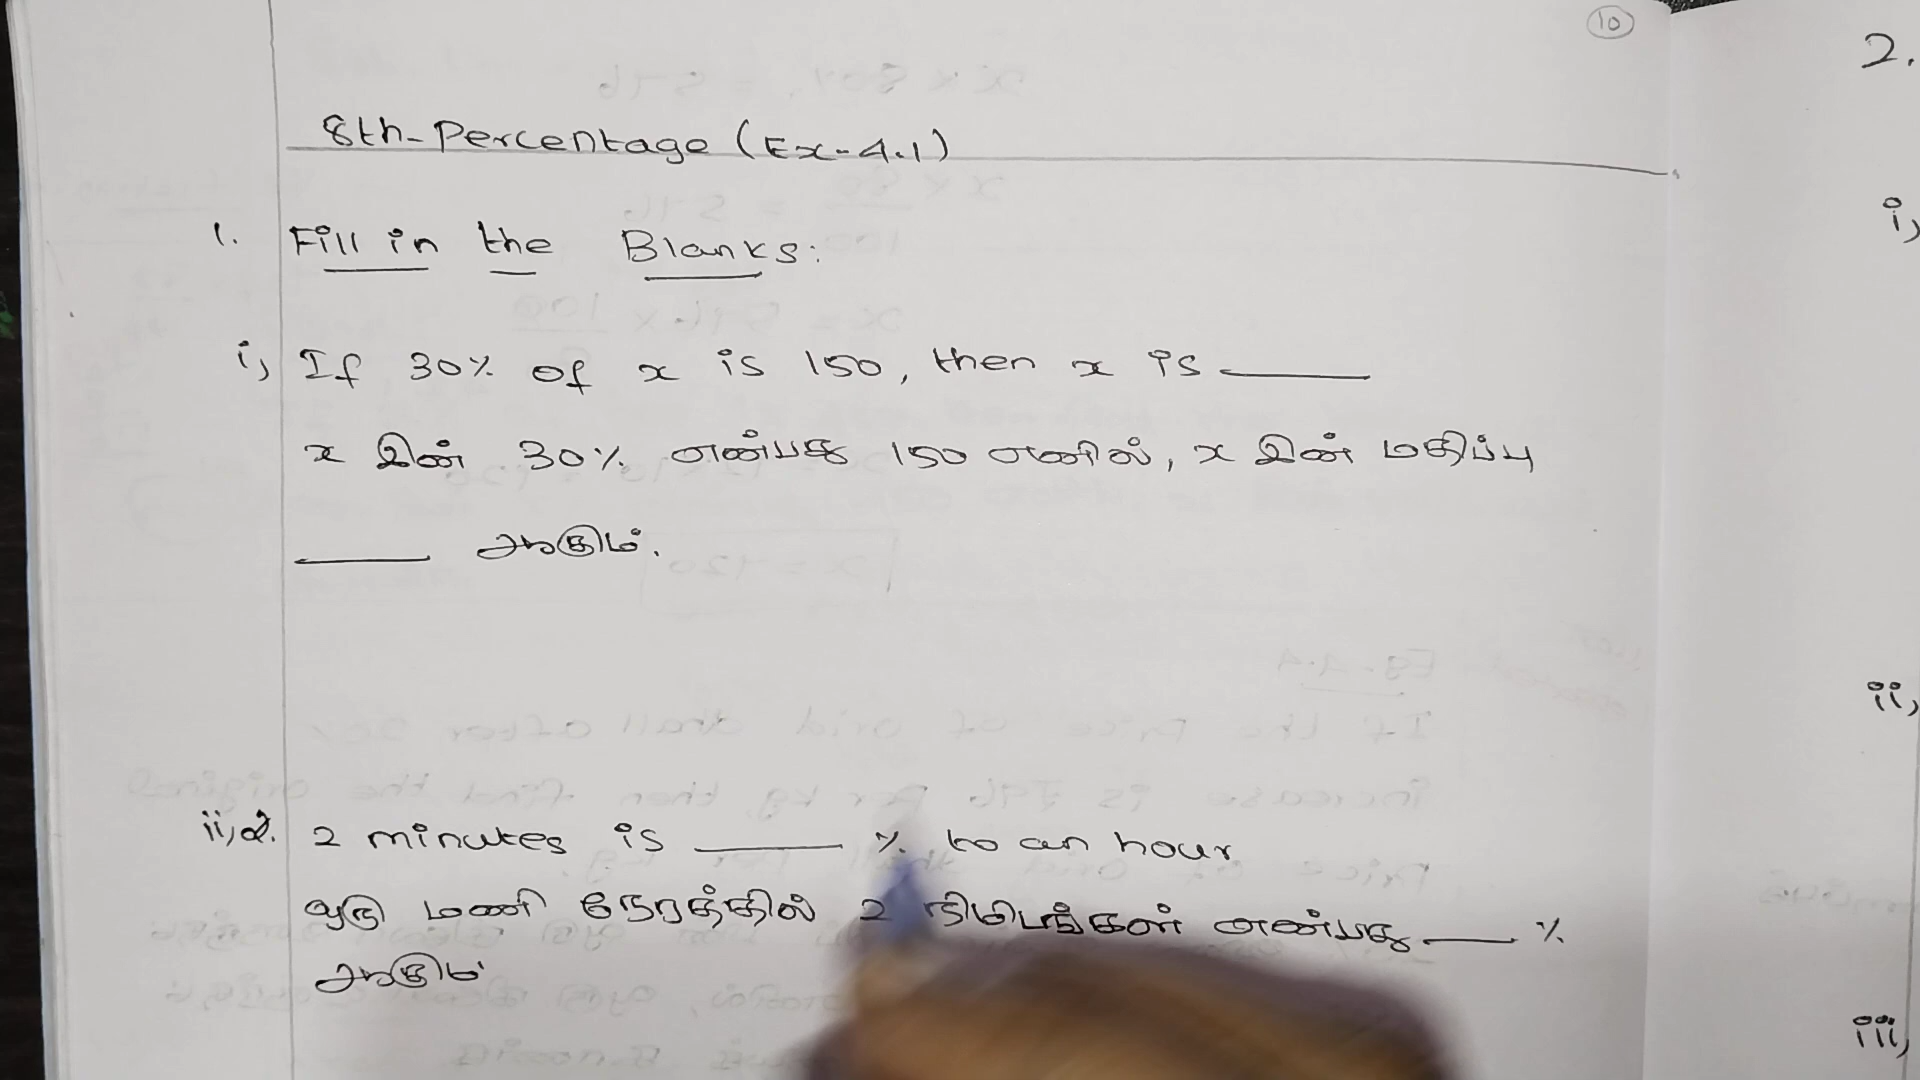 10
8th-Percentage (Ex-4.1)
1. Fill in the Blanks:
i, If 30% of x is 150, then x is ____
x இன் 30% என்பது 150 எனில், x இன் மதிப்பு
____ ஆகும்.
ii, 2 minutes is ____ % to an hour
ஒரு மணி நேரத்தில் 2 நிமிடங்கள் என்பது ____ %
ஆகும்
2.
i,
ii,
iii,